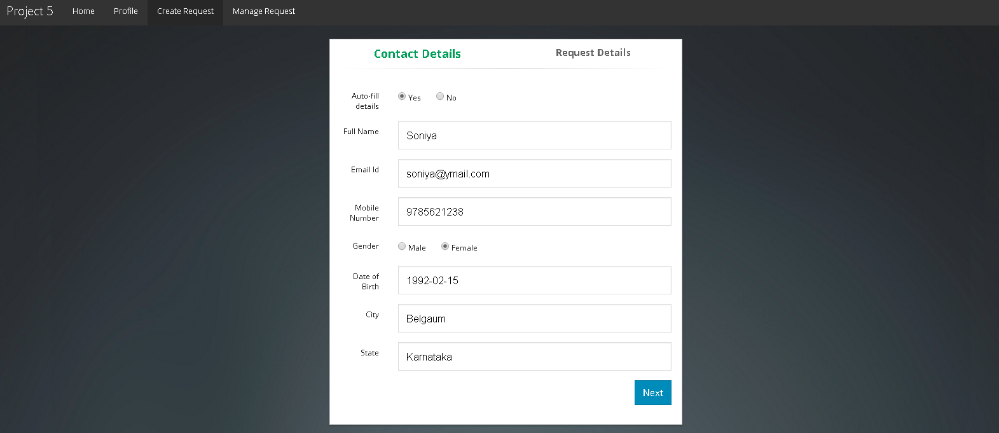 Project 5 Home Profile Create Request Manage Request
Contact Details Request Details
Auto-fill
details
Yes No
Full Name
Soniya
Email Id
soniya@ymail.com
Mobile
Number
9785621238
Gender
Male Female
Date of
Birth
1992-02-15
City
Belgaum
State
Karnataka
Next